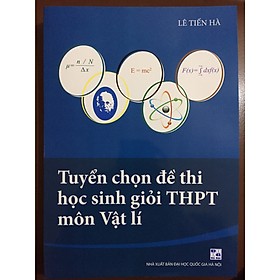 LÊ TIẾN HÀ
E = mc²
Tuyển chọn đề thi
học sinh giỏi THPT
môn Vật lí
NHÀ XUẤT BẢN ĐẠI HỌC QUỐC GIA HÀ NỘI